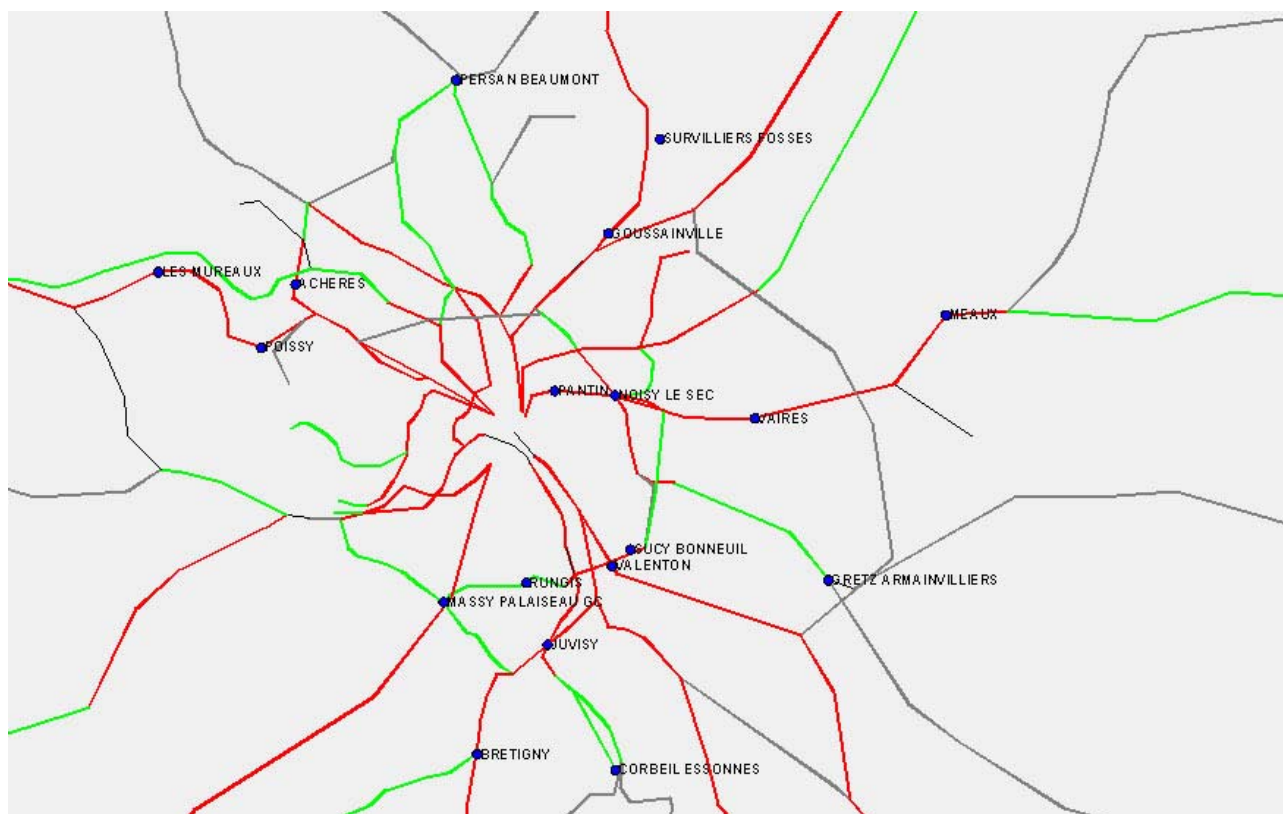 PERSAN BEAUMONT
SURVILLIERS FOSSES
GOUSSAINVILLE
LES MUREAUX
ACHERES
MEAUX
POISSY
PANTIN
NOISY LE SEC
VAIRES
SUCY BONNEUIL
VALENTON
RUNGIS
GRETZ ARMAINVILLIERS
MASSY PALAISEAU GC
JUVISY
BRETIGNY
CORBEIL ESSONNES